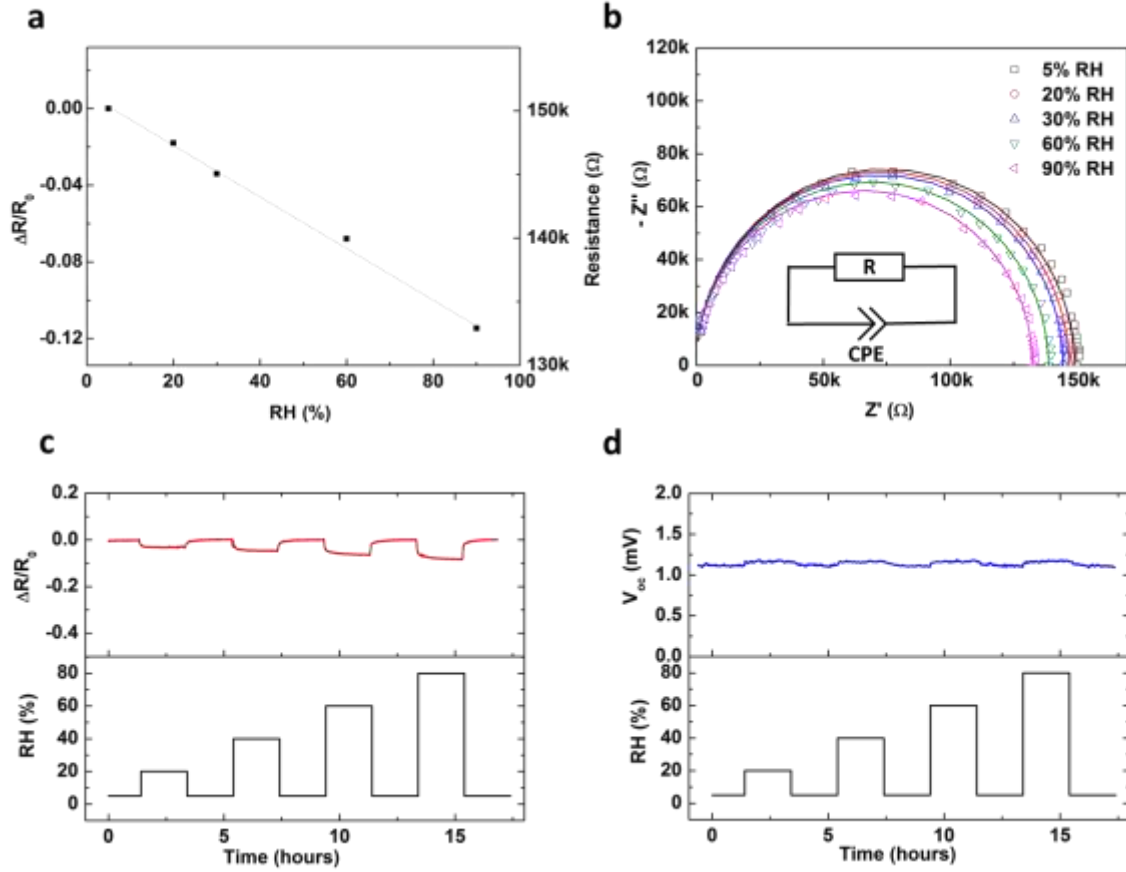 a
0.00
-0.04
-0.08
-0.12
ΔR/R0
150k
140k
130k
Resistance (Ω)
0 20 40 60 80 100
RH (%)
b
120k
100k
80k
60k
40k
20k
0
- Z'' (Ω)
5% RH
20% RH
30% RH
60% RH
90% RH
R
CPE
0 50k 100k 150k
Z' (Ω)
c
0.2
0.0
-0.2
-0.4
ΔR/R0
80
60
40
20
0
RH (%)
0 5 10 15
Time (hours)
d
2.0
1.5
1.0
0.5
0.0
Voc (mV)
80
60
40
20
0
RH (%)
0 5 10 15
Time (hours)